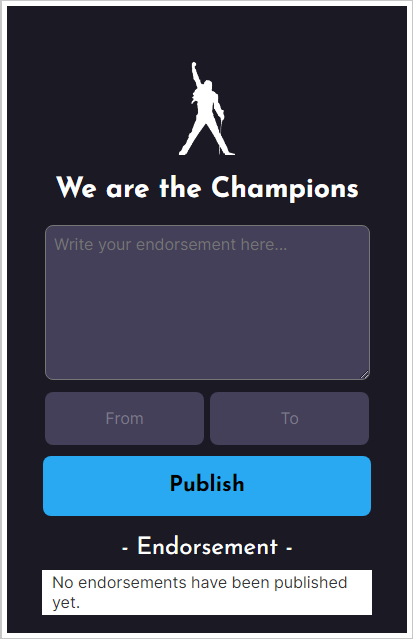 We are the Champions
Write your endorsement here...
From
To
Publish
- Endorsement -
No endorsements have been published
yet.